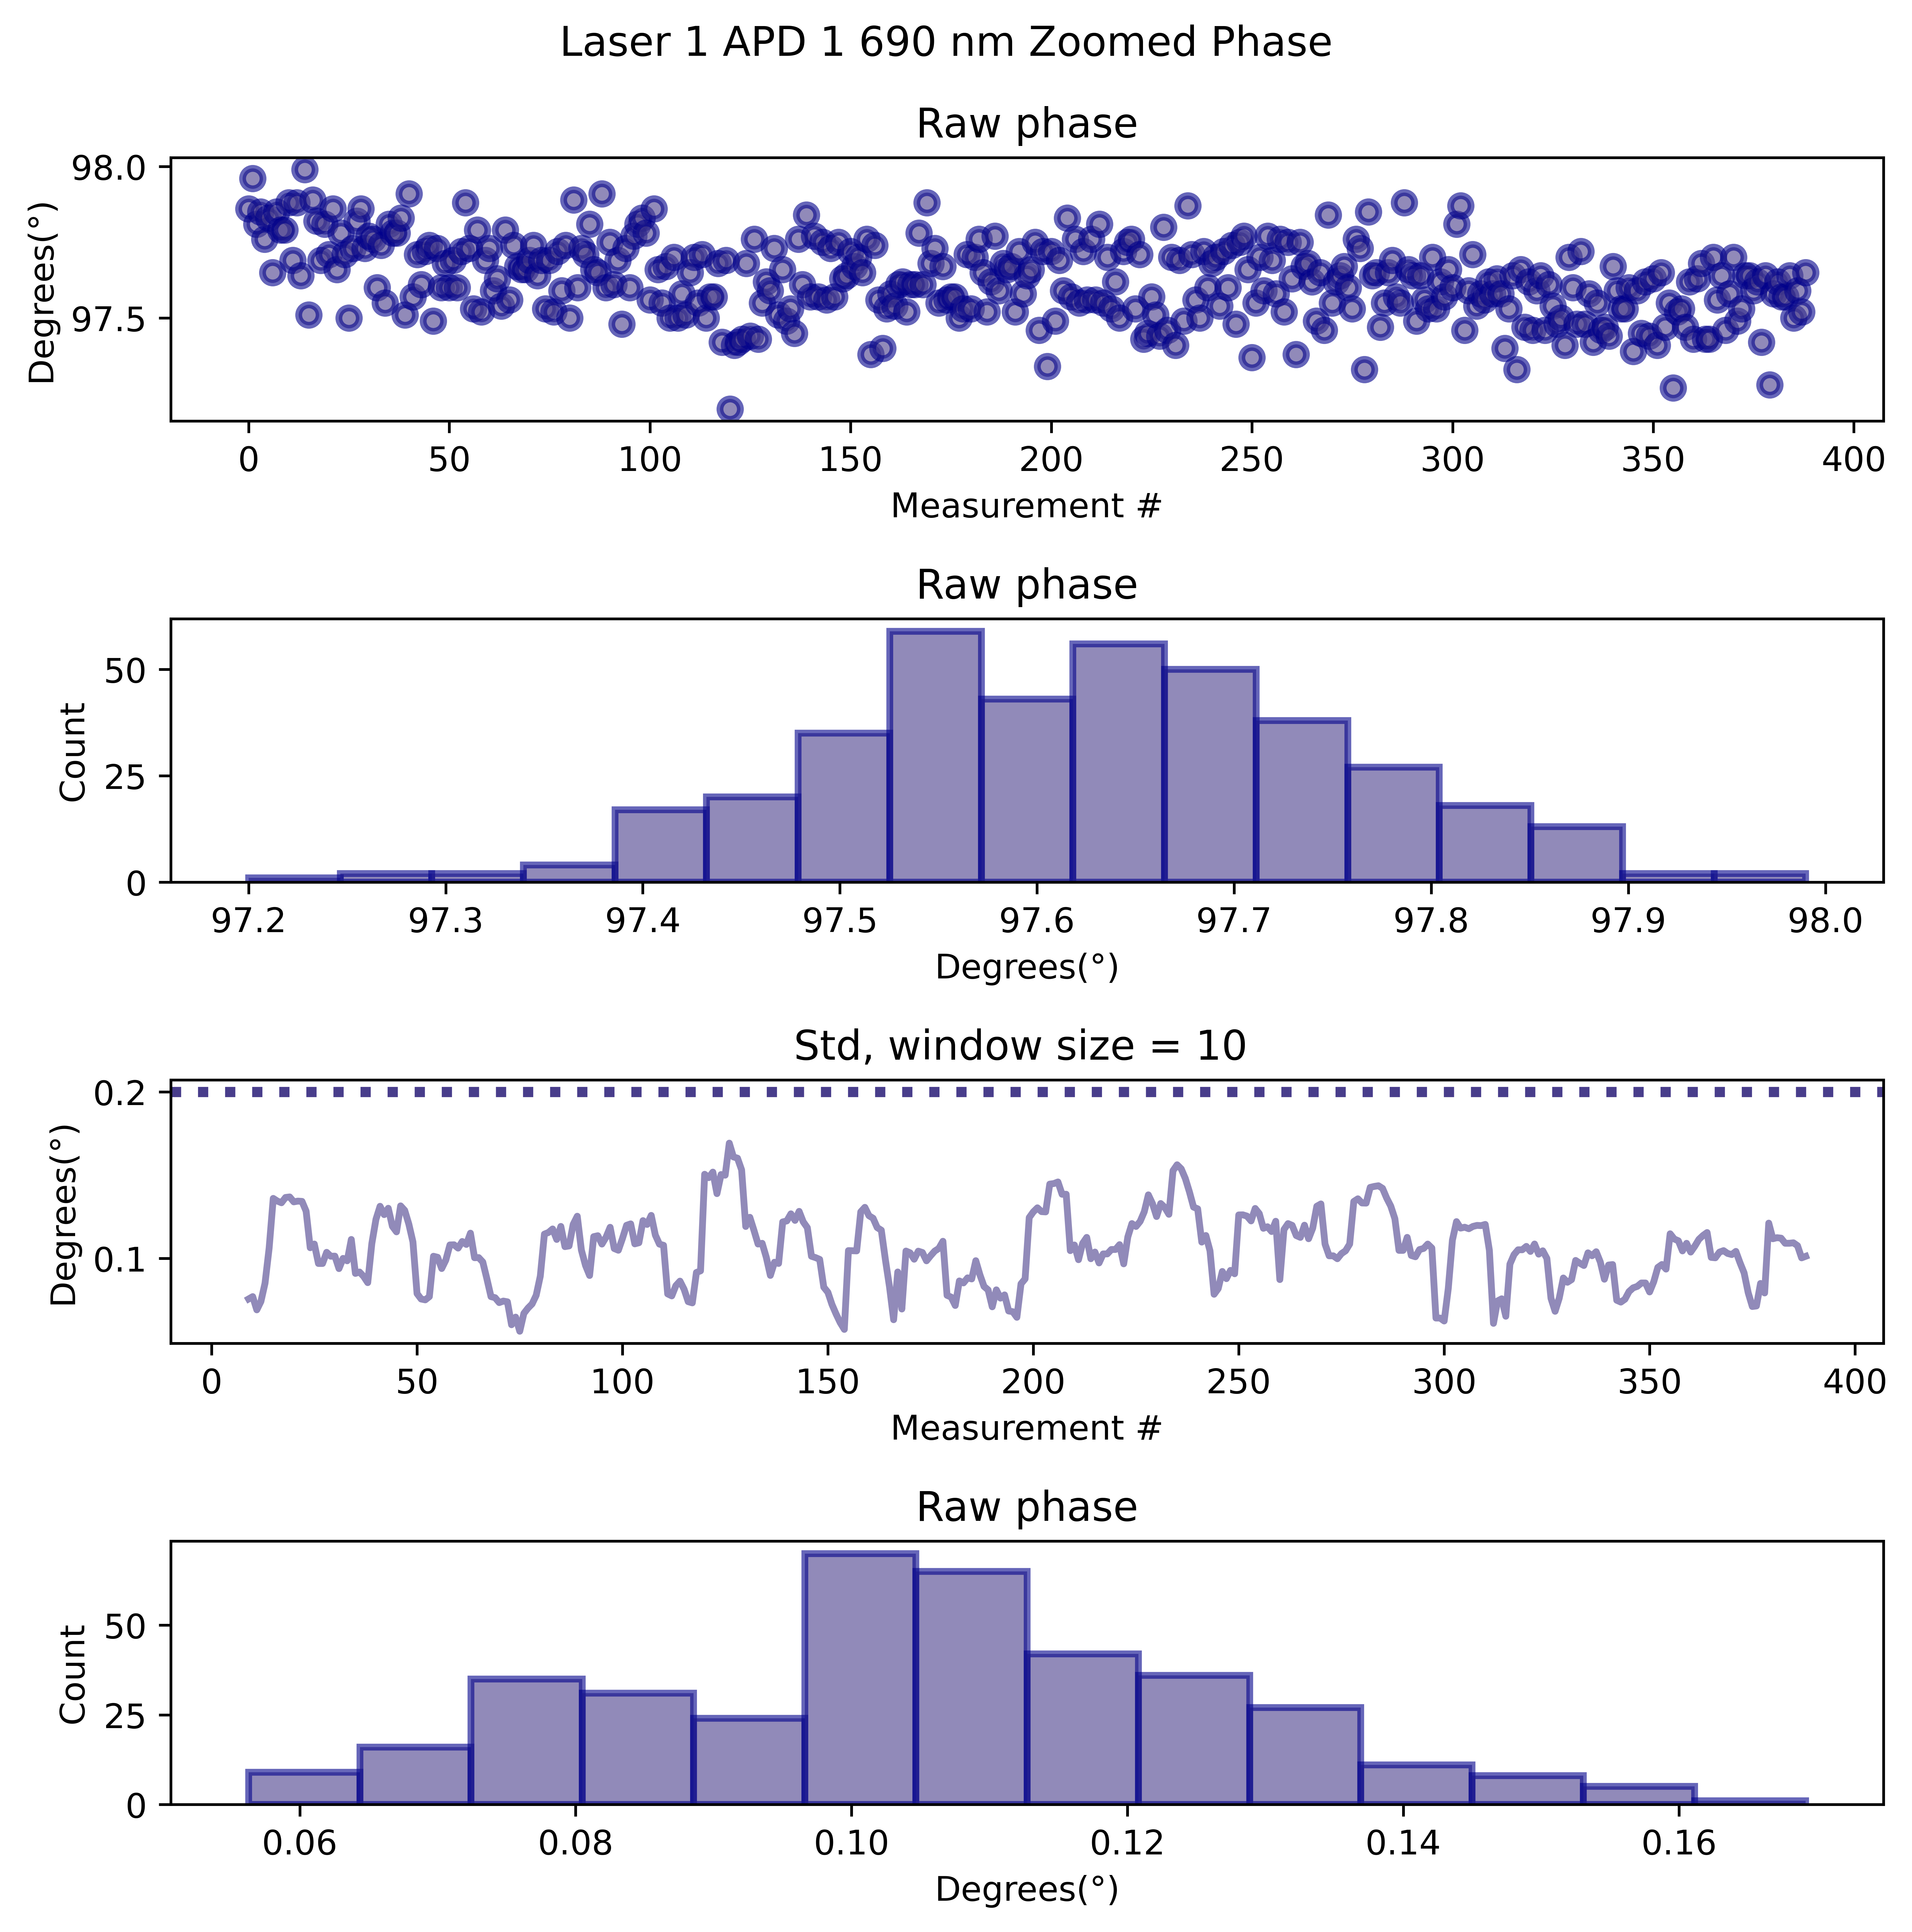 Laser 1 APD 1 690 nm Zoomed Phase
Raw phase
98.0
97.5
Degrees(°)
0 50 100 150 200 250 300 350 400
Measurement #
Raw phase
50
25
0
Count
97.2 97.3 97.4 97.5 97.6 97.7 97.8 97.9 98.0
Degrees(°)
Std, window size = 10
0.2
0.1
Degrees(°)
0 50 100 150 200 250 300 350 400
Measurement #
Raw phase
50
25
0
Count
0.06 0.08 0.10 0.12 0.14 0.16
Degrees(°)